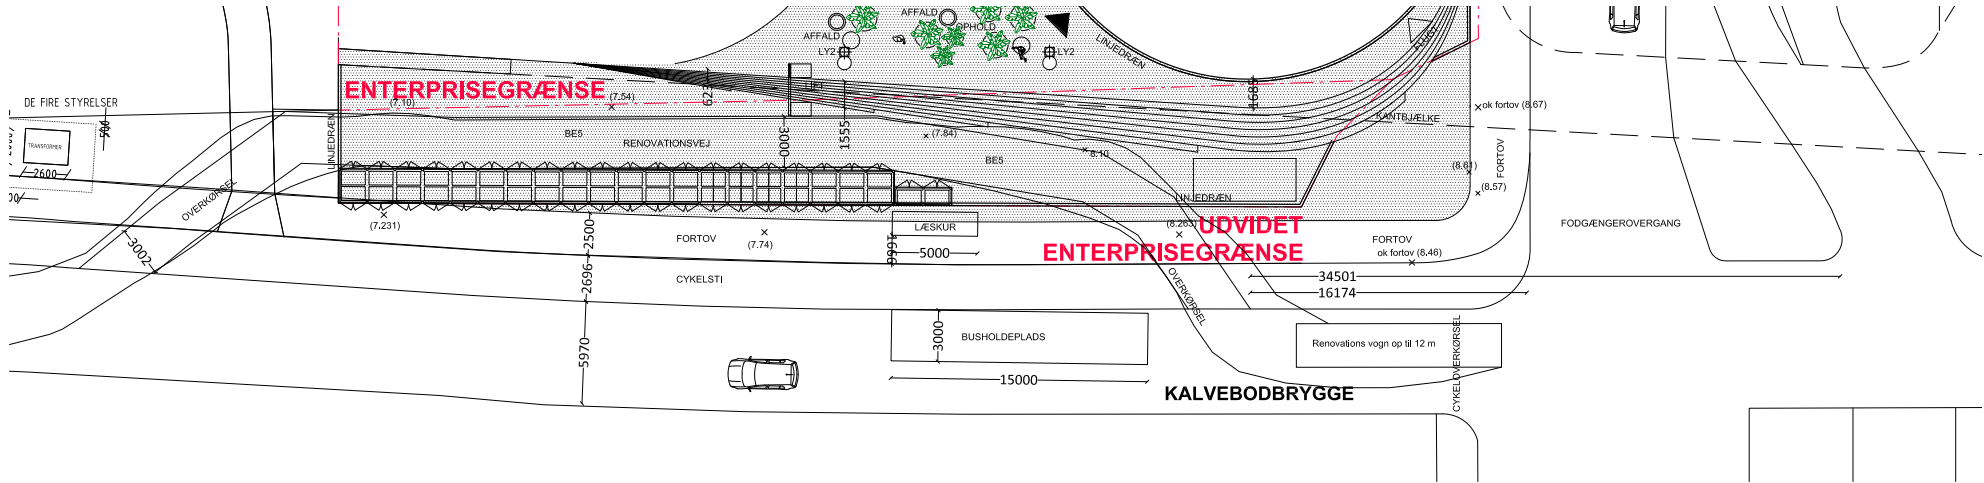 AFFALD
OPHOLD
AFFALD
LY2
LY2
LINJEDRÆN
FLUGT
ENTERPRISEGRÆNSE
(7.10)
(7.54)
623
LIFT
1555
1685
DE FIRE STYRELSER
500
TRANSFORMER
2600
LINJEDRÆN
BE5
RENOVATIONSVEJ
3000
(7.84)
BE5
8.10
KANTBJÆLKE
ok fortov (8.67)
FORTOV
(8.61)
(8.57)
OVERKØRSEL
3002
(7.231)
2500
FORTOV
(7.74)
LÆSKUR
1666
5000
LINJEDRÆN
(8.263)
UDVIDET
ENTERPRISEGRÆNSE
FORTOV
ok fortov (8.46)
FODGÆNGEROVERGANG
2696
CYKELSTI
34501
16174
OVERKØRSEL
5970
3000
BUSHOLDEPLADS
15000
Renovations vogn op til 12 m
CYKELOVERKØRSEL
KALVEBODBRYGGE